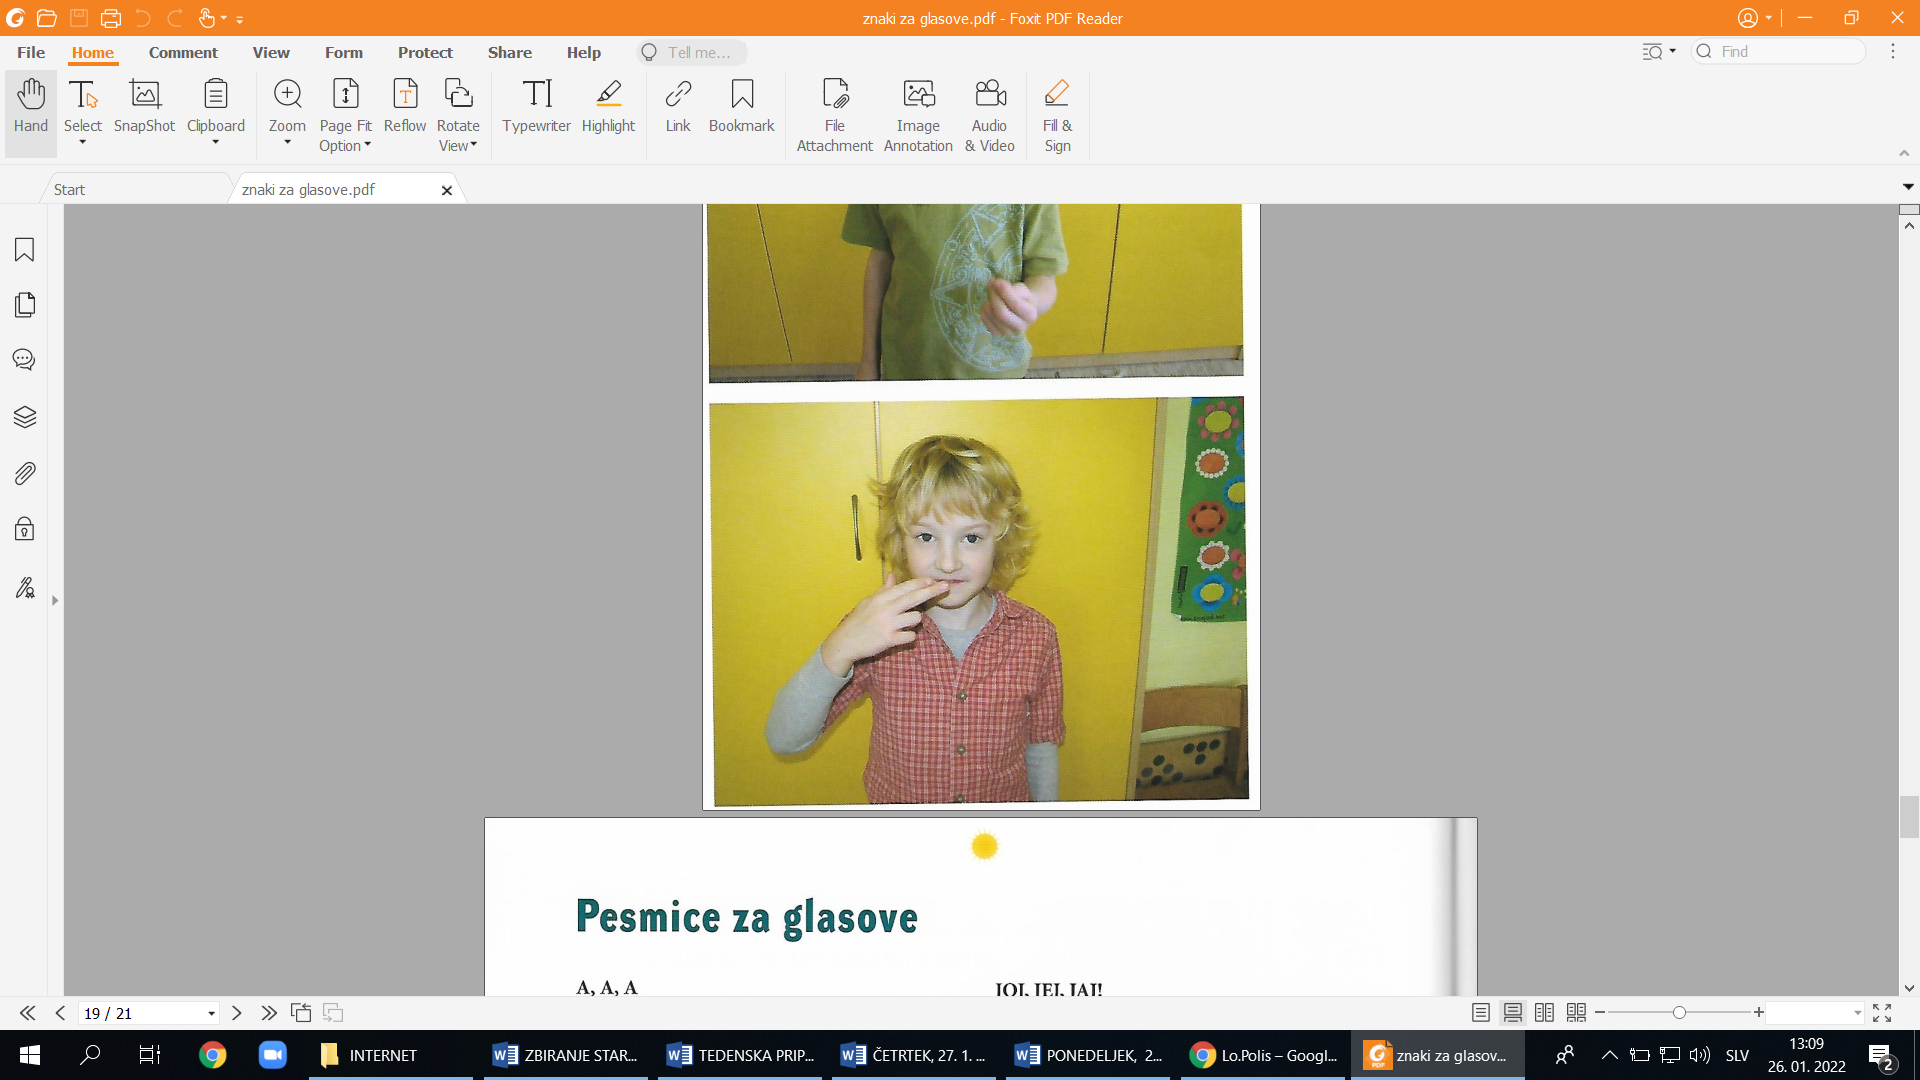 znaki za glasove.pdf - Foxit PDF Reader
File Home Comment View Form Protect Share Help Tell me... Find
Hand Select SnapShot Clipboard Zoom Page Fit Option Reflow Rotate View Typewriter Highlight Link Bookmark File Attachment Image Annotation Audio & Video Fill & Sign
Start znaki za glasove.pdf
Pesmice za glasove
A, A, A JOJ, JEJ, JAJ!
19 / 21
INTERNET ZBIRANJE STAR... TEDENSKA PRIP... ČETRTEK, 27. 1. ... PONEDELJEK, 2... Lo.Polis – Googl... znaki za glasov... SLV 13:09
26. 01. 2022 2